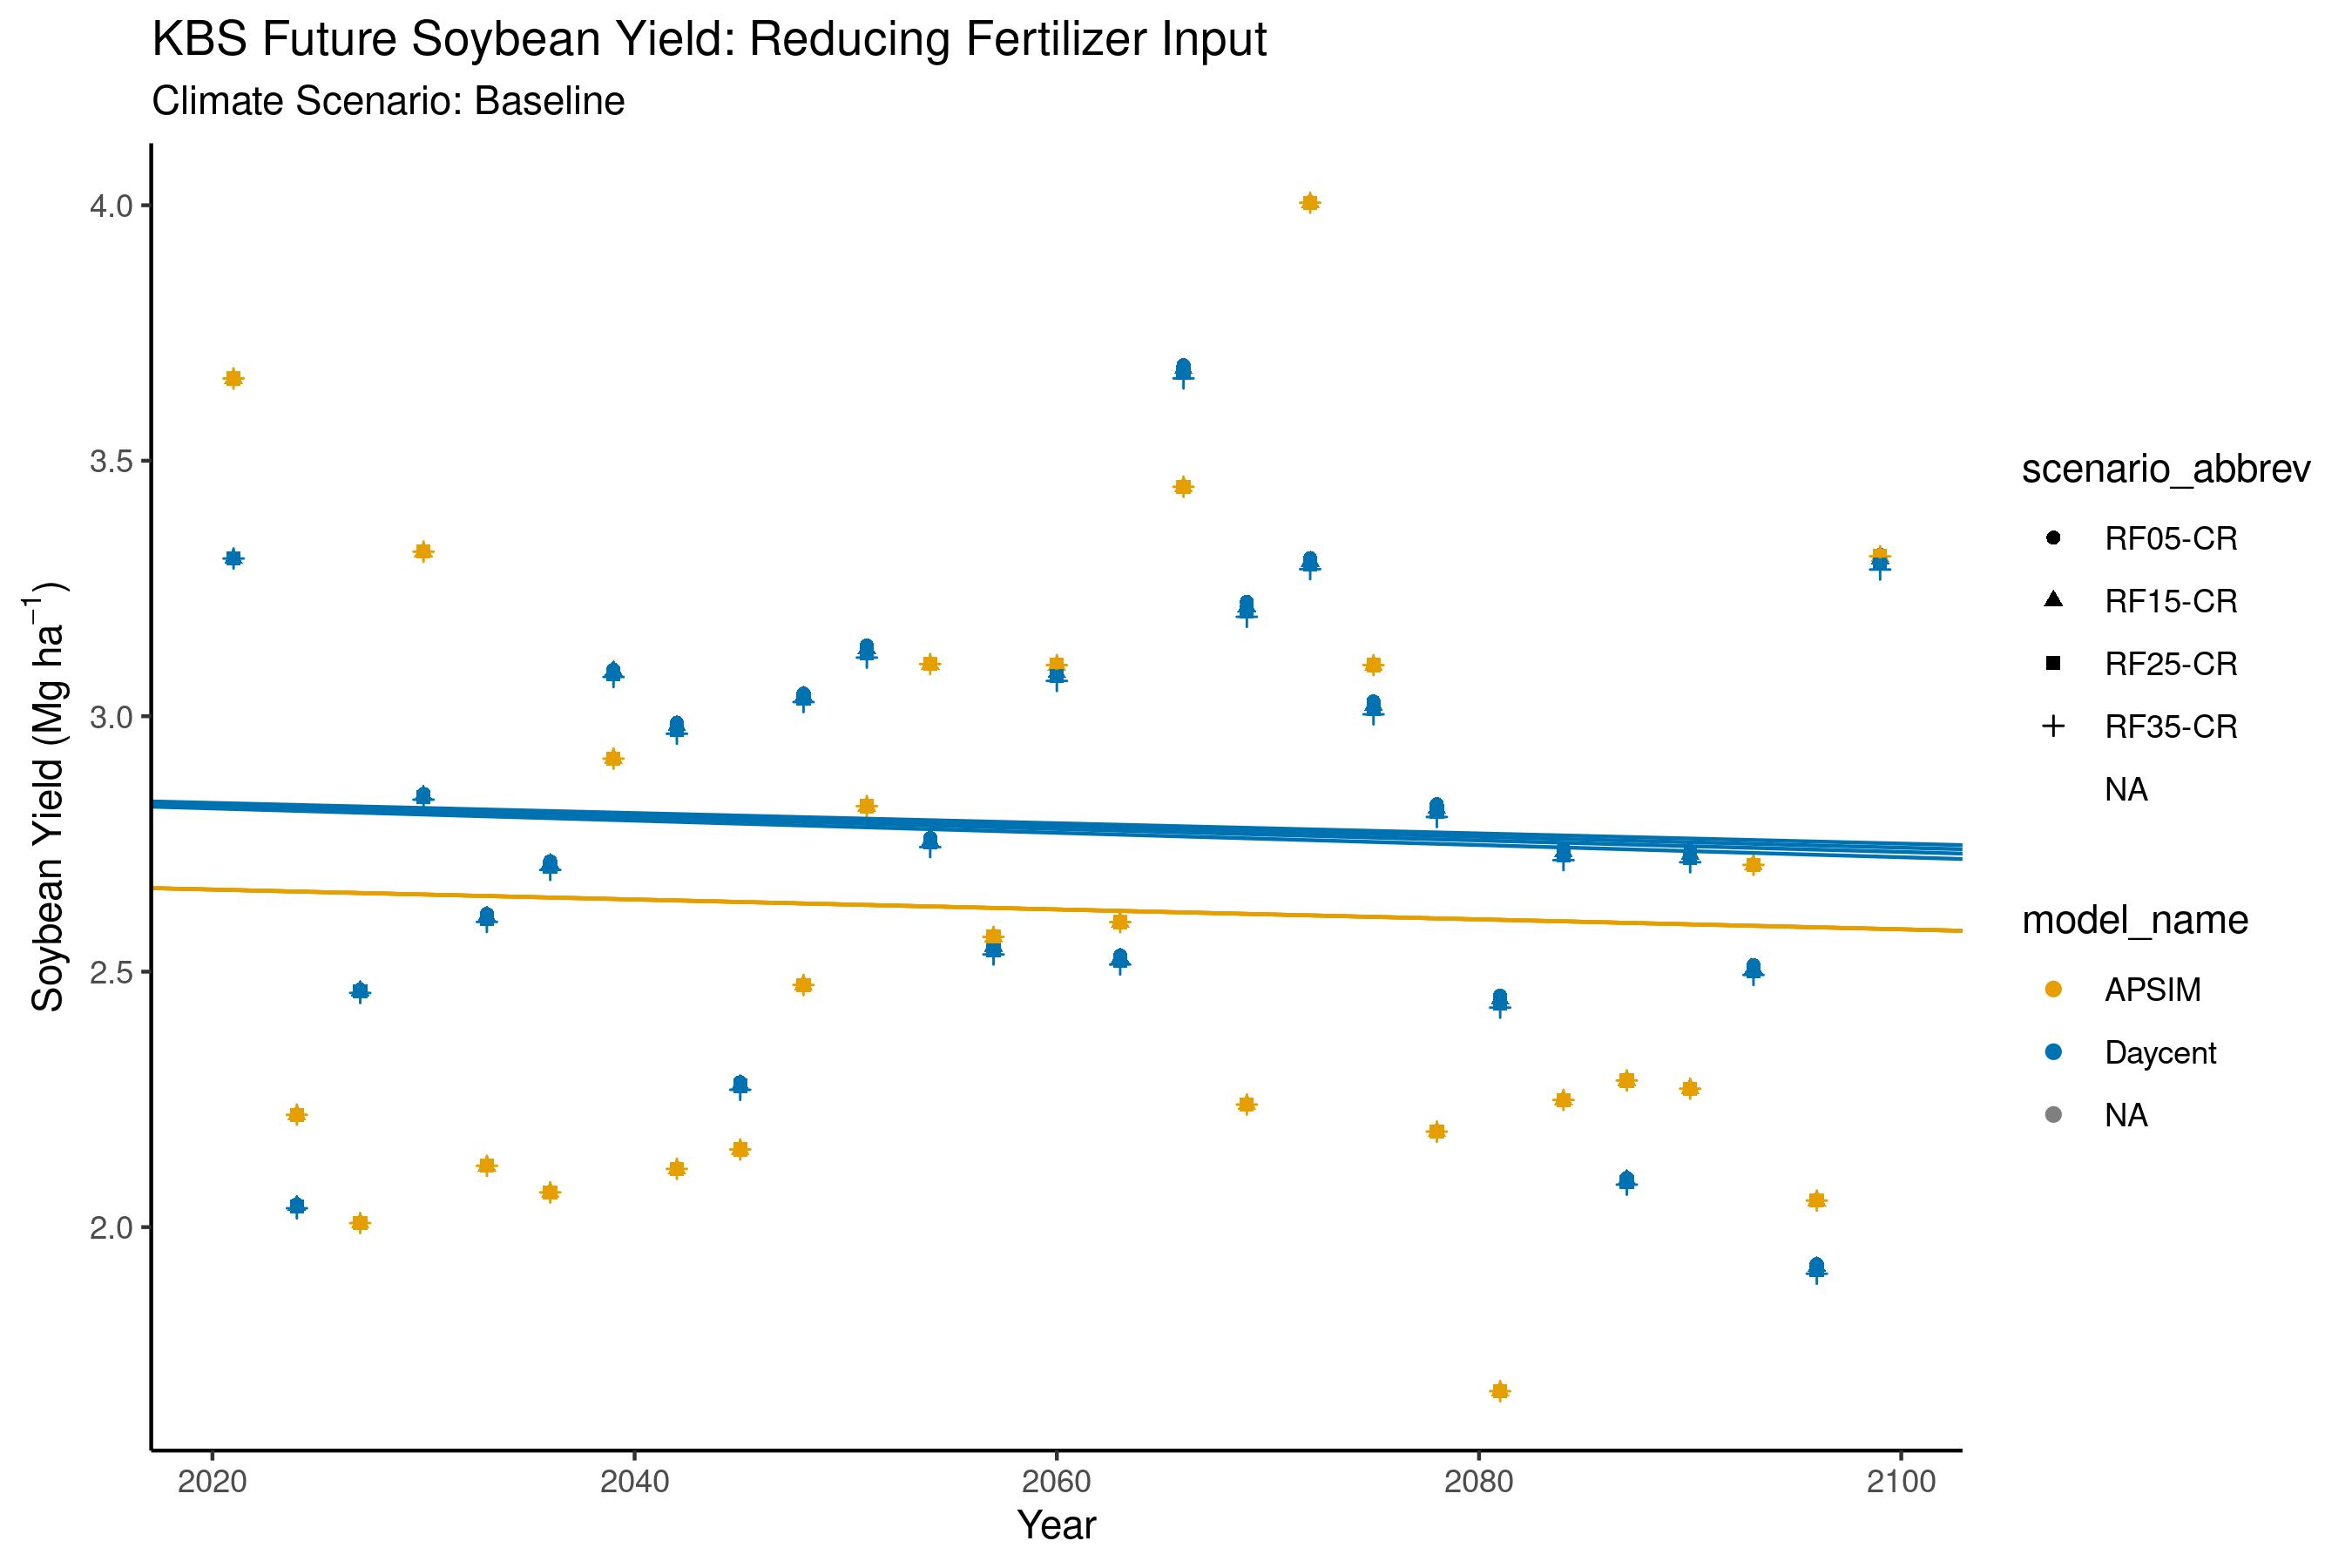 KBS Future Soybean Yield: Reducing Fertilizer Input
Climate Scenario: Baseline
Soybean Yield (Mg ha⁻¹)
4.0
3.5
3.0
2.5
2.0
2020
2040
2060
2080
2100
Year
scenario_abbrev
RF05-CR
RF15-CR
RF25-CR
RF35-CR
NA
model_name
APSIM
Daycent
NA